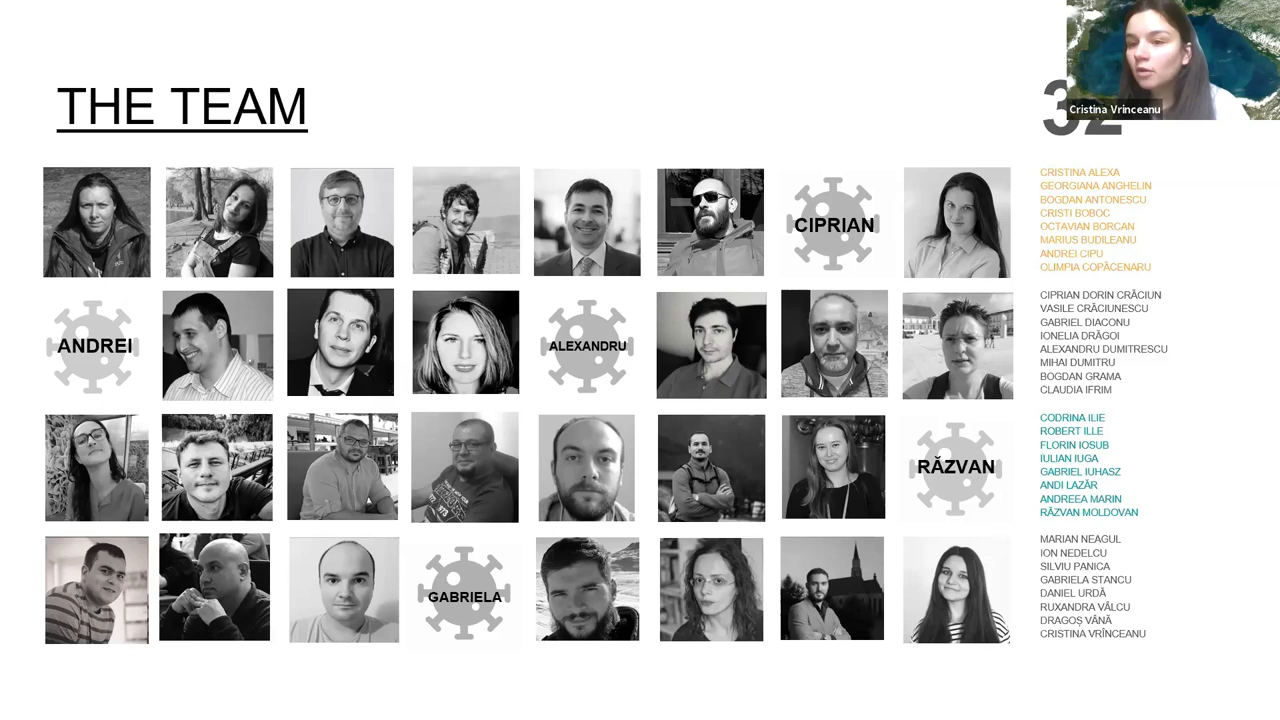 THE TEAM
32
Cristina Vrinceanu
CIPRIAN
ANDREI
ALEXANDRU
RĂZVAN
GABRIELA
CRISTINA ALEXA
GEORGIANA ANGHELIN
BOGDAN ANTONESCU
CRISTI BOBOC
OCTAVIAN BORCAN
MARIUS BUDILEANU
ANDREI CIPU
OLIMPIA COPĂCENARU
CIPRIAN DORIN CRĂCIUN
VASILE CRĂCIUNESCU
GABRIEL DIACONU
IONELIA DRĂGOI
ALEXANDRU DUMITRESCU
MIHAI DUMITRU
BOGDAN GRAMA
CLAUDIA IFRIM
CODRINA ILIE
ROBERT ILLE
FLORIN IOSUB
IULIAN IUGA
GABRIEL IUHASZ
ANDI LAZĂR
ANDREEA MARIN
RĂZVAN MOLDOVAN
MARIAN NEAGUL
ION NEDELCU
SILVIU PANICA
GABRIELA STANCU
DANIEL URDĂ
RUXANDRA VÂLCU
DRAGOȘ VÂNĂ
CRISTINA VRÎNCEANU